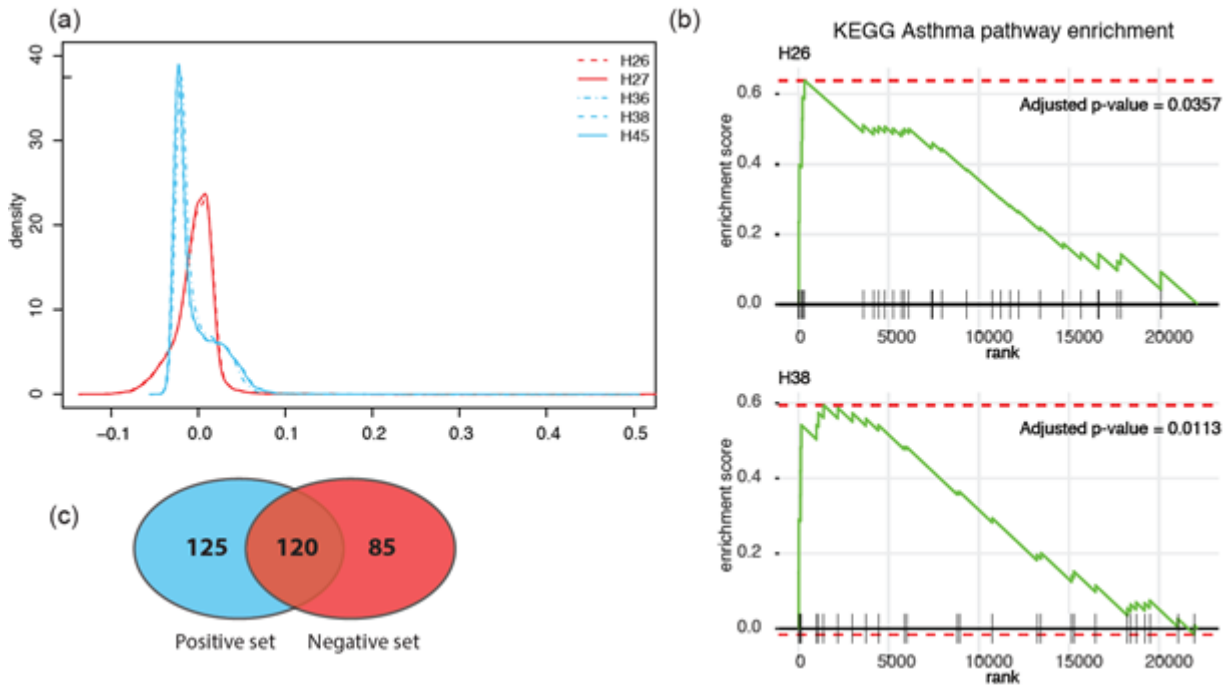 (a)
40
30
20
10
0
density
−0.1 0.0 0.1 0.2 0.3 0.4 0.5
H26
H27
H36
H38
H45
(b)
KEGG Asthma pathway enrichment
H26
Adjusted p-value = 0.0357
0.6
0.4
0.2
0.0
enrichment score
0 5000 10000 15000 20000
rank
H38
Adjusted p-value = 0.0113
0.6
0.4
0.2
0.0
enrichment score
0 5000 10000 15000 20000
rank
(c)
125 120 85
Positive set Negative set